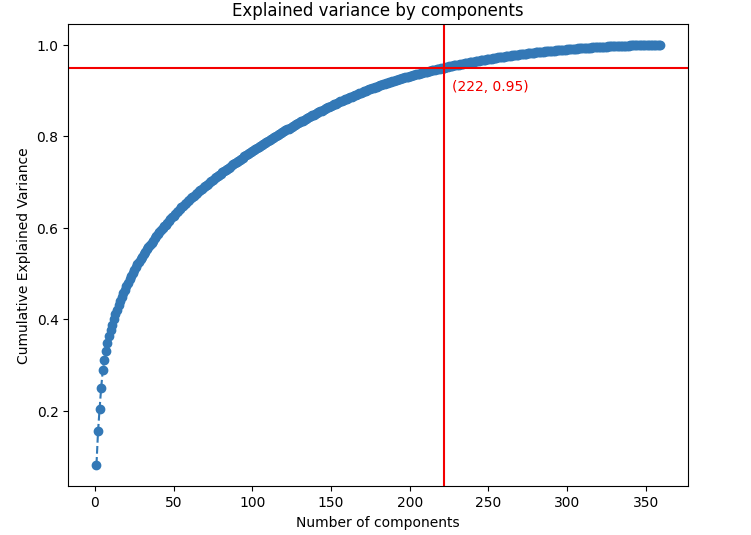 Explained variance by components
1.0
0.8
0.6
0.4
0.2
Cumulative Explained Variance
(222, 0.95)
0 50 100 150 200 250 300 350
Number of components